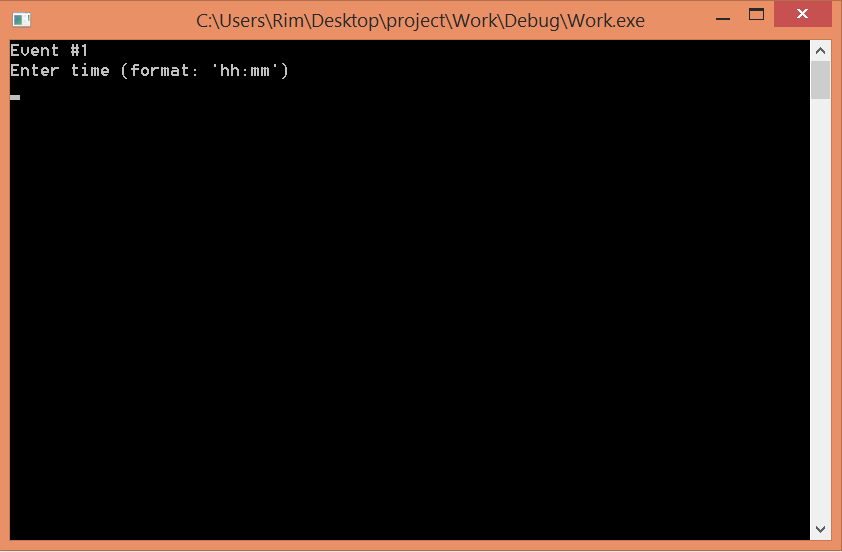 C:\Users\Rim\Desktop\project\Work\Debug\Work.exe
Event #1
Enter time (format: 'hh:mm')